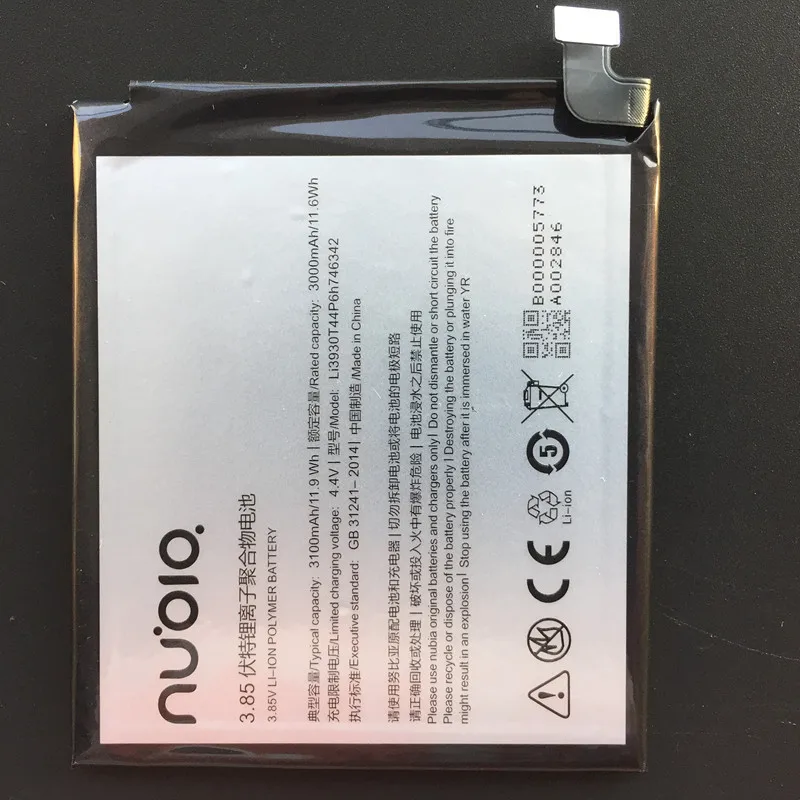 nubia
3.85 伏特锂离子聚合物电池
3.85V LI-ION POLYMER BATTERY
典型容量/Typical capacity: 3100mAh/11.9 Wh | 额定容量/Rated capacity: 3000mAh/11.6Wh
充电限制电压/Limited charging voltage: 4.4V | 型号/Model: Li3930T44P6h746342
执行标准/Executive standard: GB 31241-2014 | 中国制造 /Made in China
请使用努比亚原配电池和充电器 | 切勿拆卸电池或将电池的电极短路
请正确回收或处理 | 破坏或投入火中有爆炸危险 | 电池浸水之后禁止使用
Please use nubia original batteries and chargers only | Do not dismantle or short circuit the battery
Please recycle or dispose of the battery properly | Destroying the battery or plunging it into fire
might result in an explosion | Stop using the battery after it is immersed in water YR
CE
Li-ion
5
B000005773
A002846